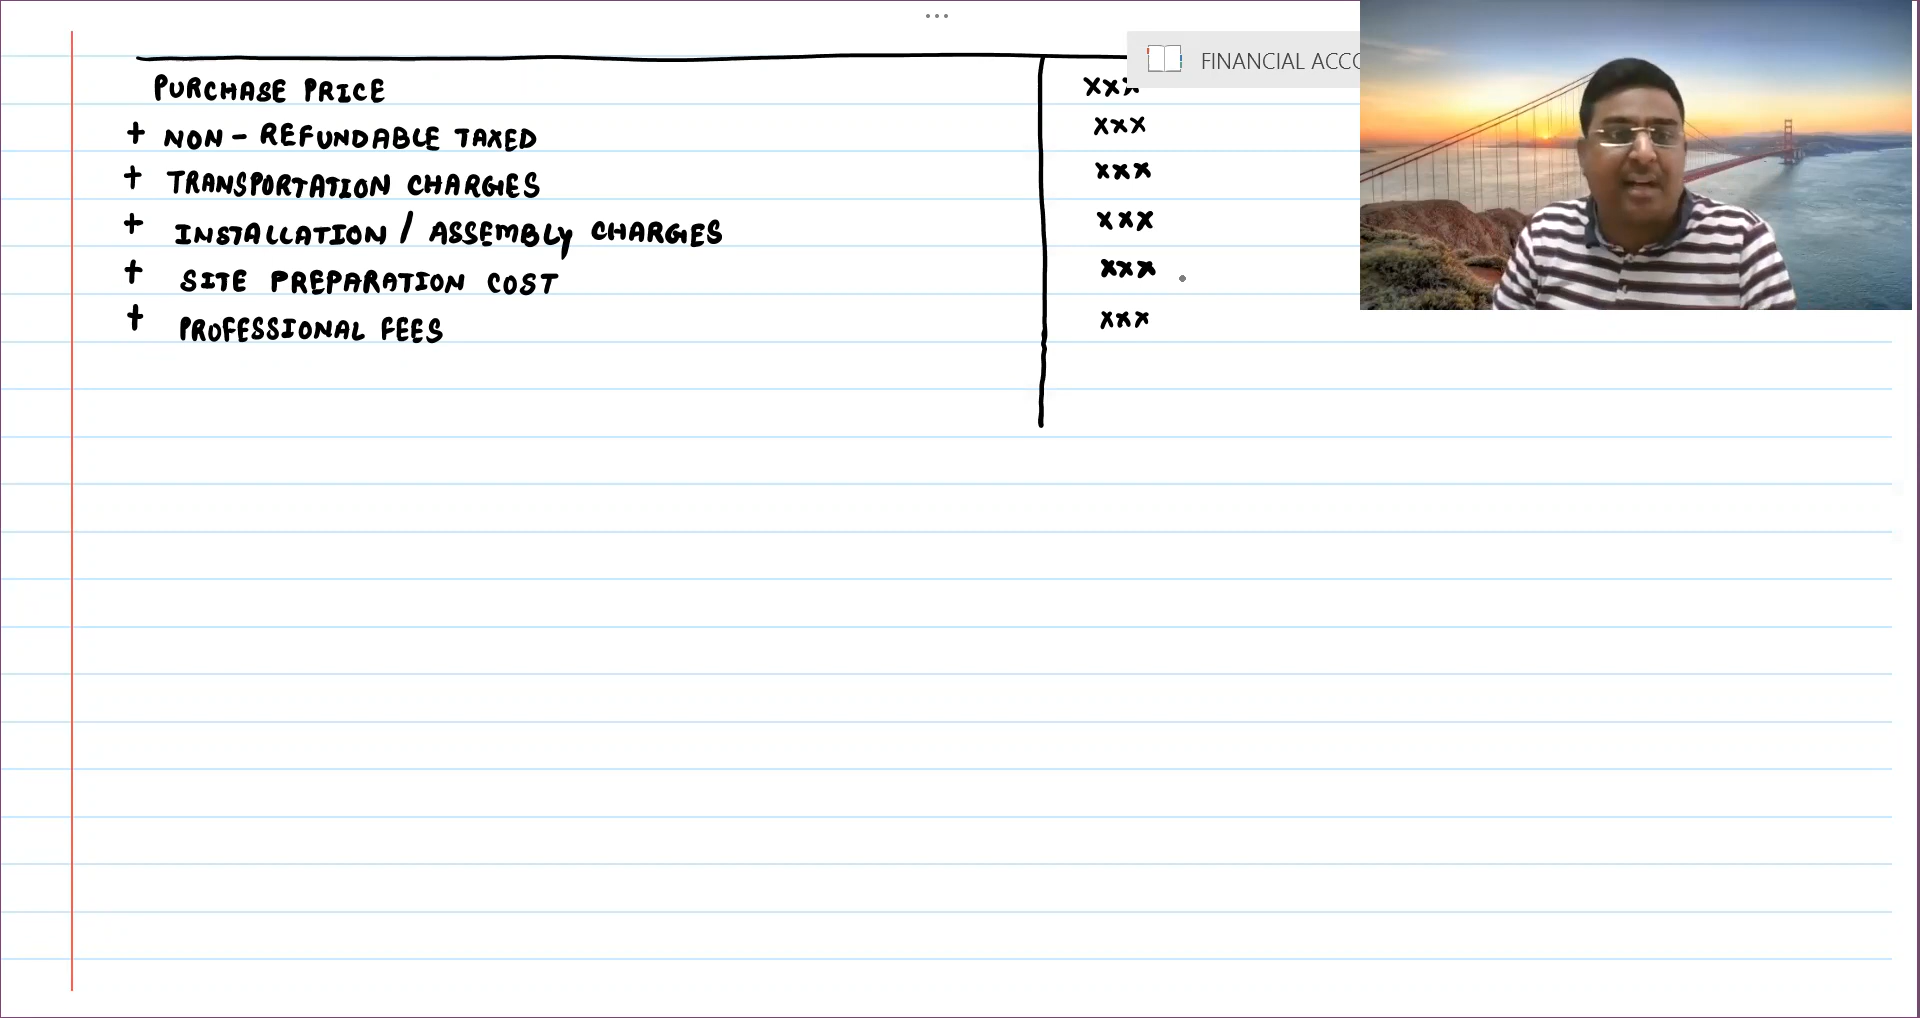 PURCHASE PRICE xxx
+ NON - REFUNDABLE TAXED xxx
+ TRANSPORTATION CHARGES xxx
+ INSTALLATION / ASSEMBLY CHARGES xxx
+ SITE PREPARATION COST xxx
+ PROFESSIONAL FEES xxx
FINANCIAL ACCO